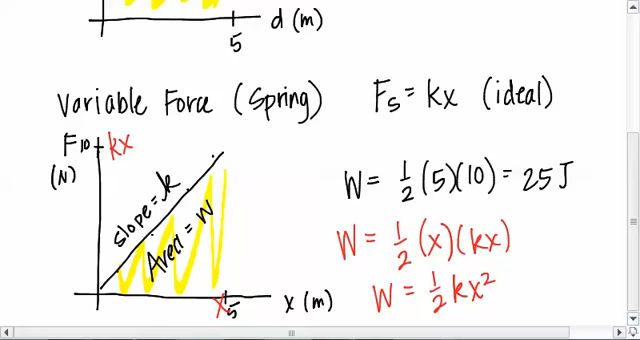 d (m)
5
Variable Force (Spring)
Fs = kx (ideal)
F 10 kx
(N)
slope = k
Area = W
x 5
x (m)
W = 1/2 (5)(10) = 25 J
W = 1/2 (x)(kx)
W = 1/2 kx²